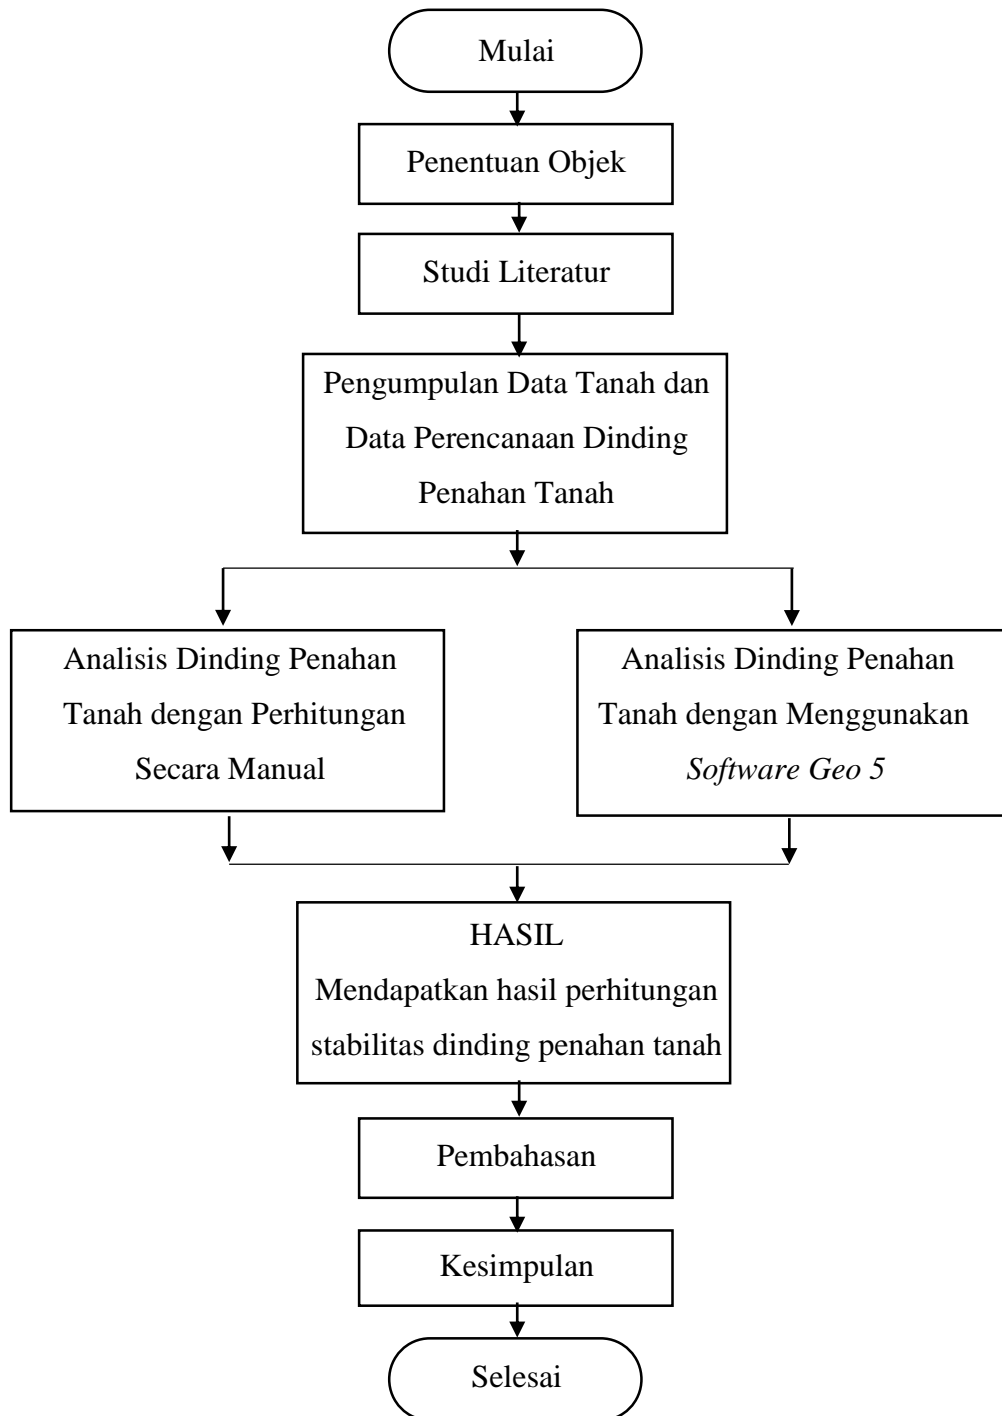 Mulai
Penentuan Objek
Studi Literatur
Pengumpulan Data Tanah dan
Data Perencanaan Dinding
Penahan Tanah
Analisis Dinding Penahan
Tanah dengan Perhitungan
Secara Manual
Analisis Dinding Penahan
Tanah dengan Menggunakan
Software Geo 5
HASIL
Mendapatkan hasil perhitungan
stabilitas dinding penahan tanah
Pembahasan
Kesimpulan
Selesai